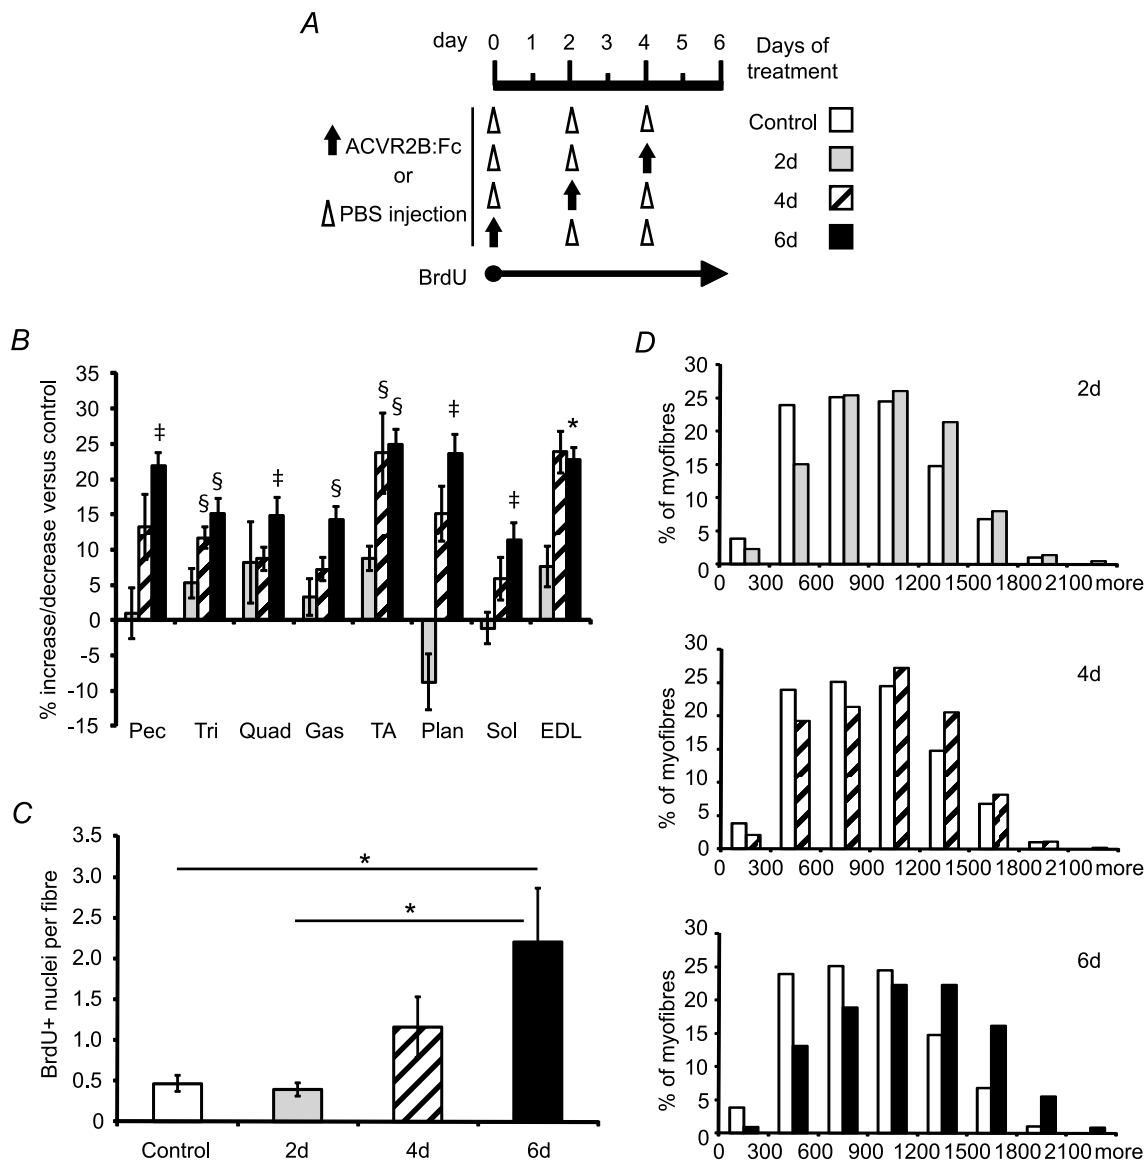 A
day 0 1 2 3 4 5 6
Days of
treatment
ACVR2B:Fc
or
PBS injection
Control
2d
4d
6d
BrdU
B
% increase/decrease versus control
35
30
25
20
15
10
5
0
-5
-10
-15
‡ § § ‡ § § § ‡ ‡ *
Pec Tri Quad Gas TA Plan Sol EDL
C
BrdU+ nuclei per fibre
3.5
3.0
2.5
2.0
1.5
1.0
0.5
0
*
*
Control 2d 4d 6d
D
% of myofibres
30
25
20
15
10
5
0
2d
300 600 900 1200 1500 1800 2100 more
% of myofibres
30
25
20
15
10
5
0
4d
0 300 600 900 1200 1500 1800 2100 more
% of myofibres
30
25
20
15
10
5
0
6d
0 300 600 900 1200 1500 1800 2100 more